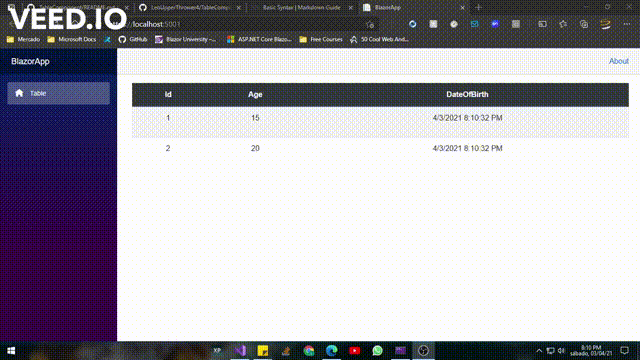 VEED.IO
TableComponent/README.md
LeoUpperThrower4/TableCompo
Basic Syntax | Markdown Guide
BlazorApp
localhost:5001
Mercado
Microsoft Docs
GitHub
Blazor University –...
ASP.NET Core Blazo...
Free Courses
50 Cool Web And...
BlazorApp
About
Table
Id Age DateOfBirth
1 15 4/3/2021 8:10:32 PM
2 20 4/3/2021 8:10:32 PM
XP
8:10 PM
sábado, 03/04/21